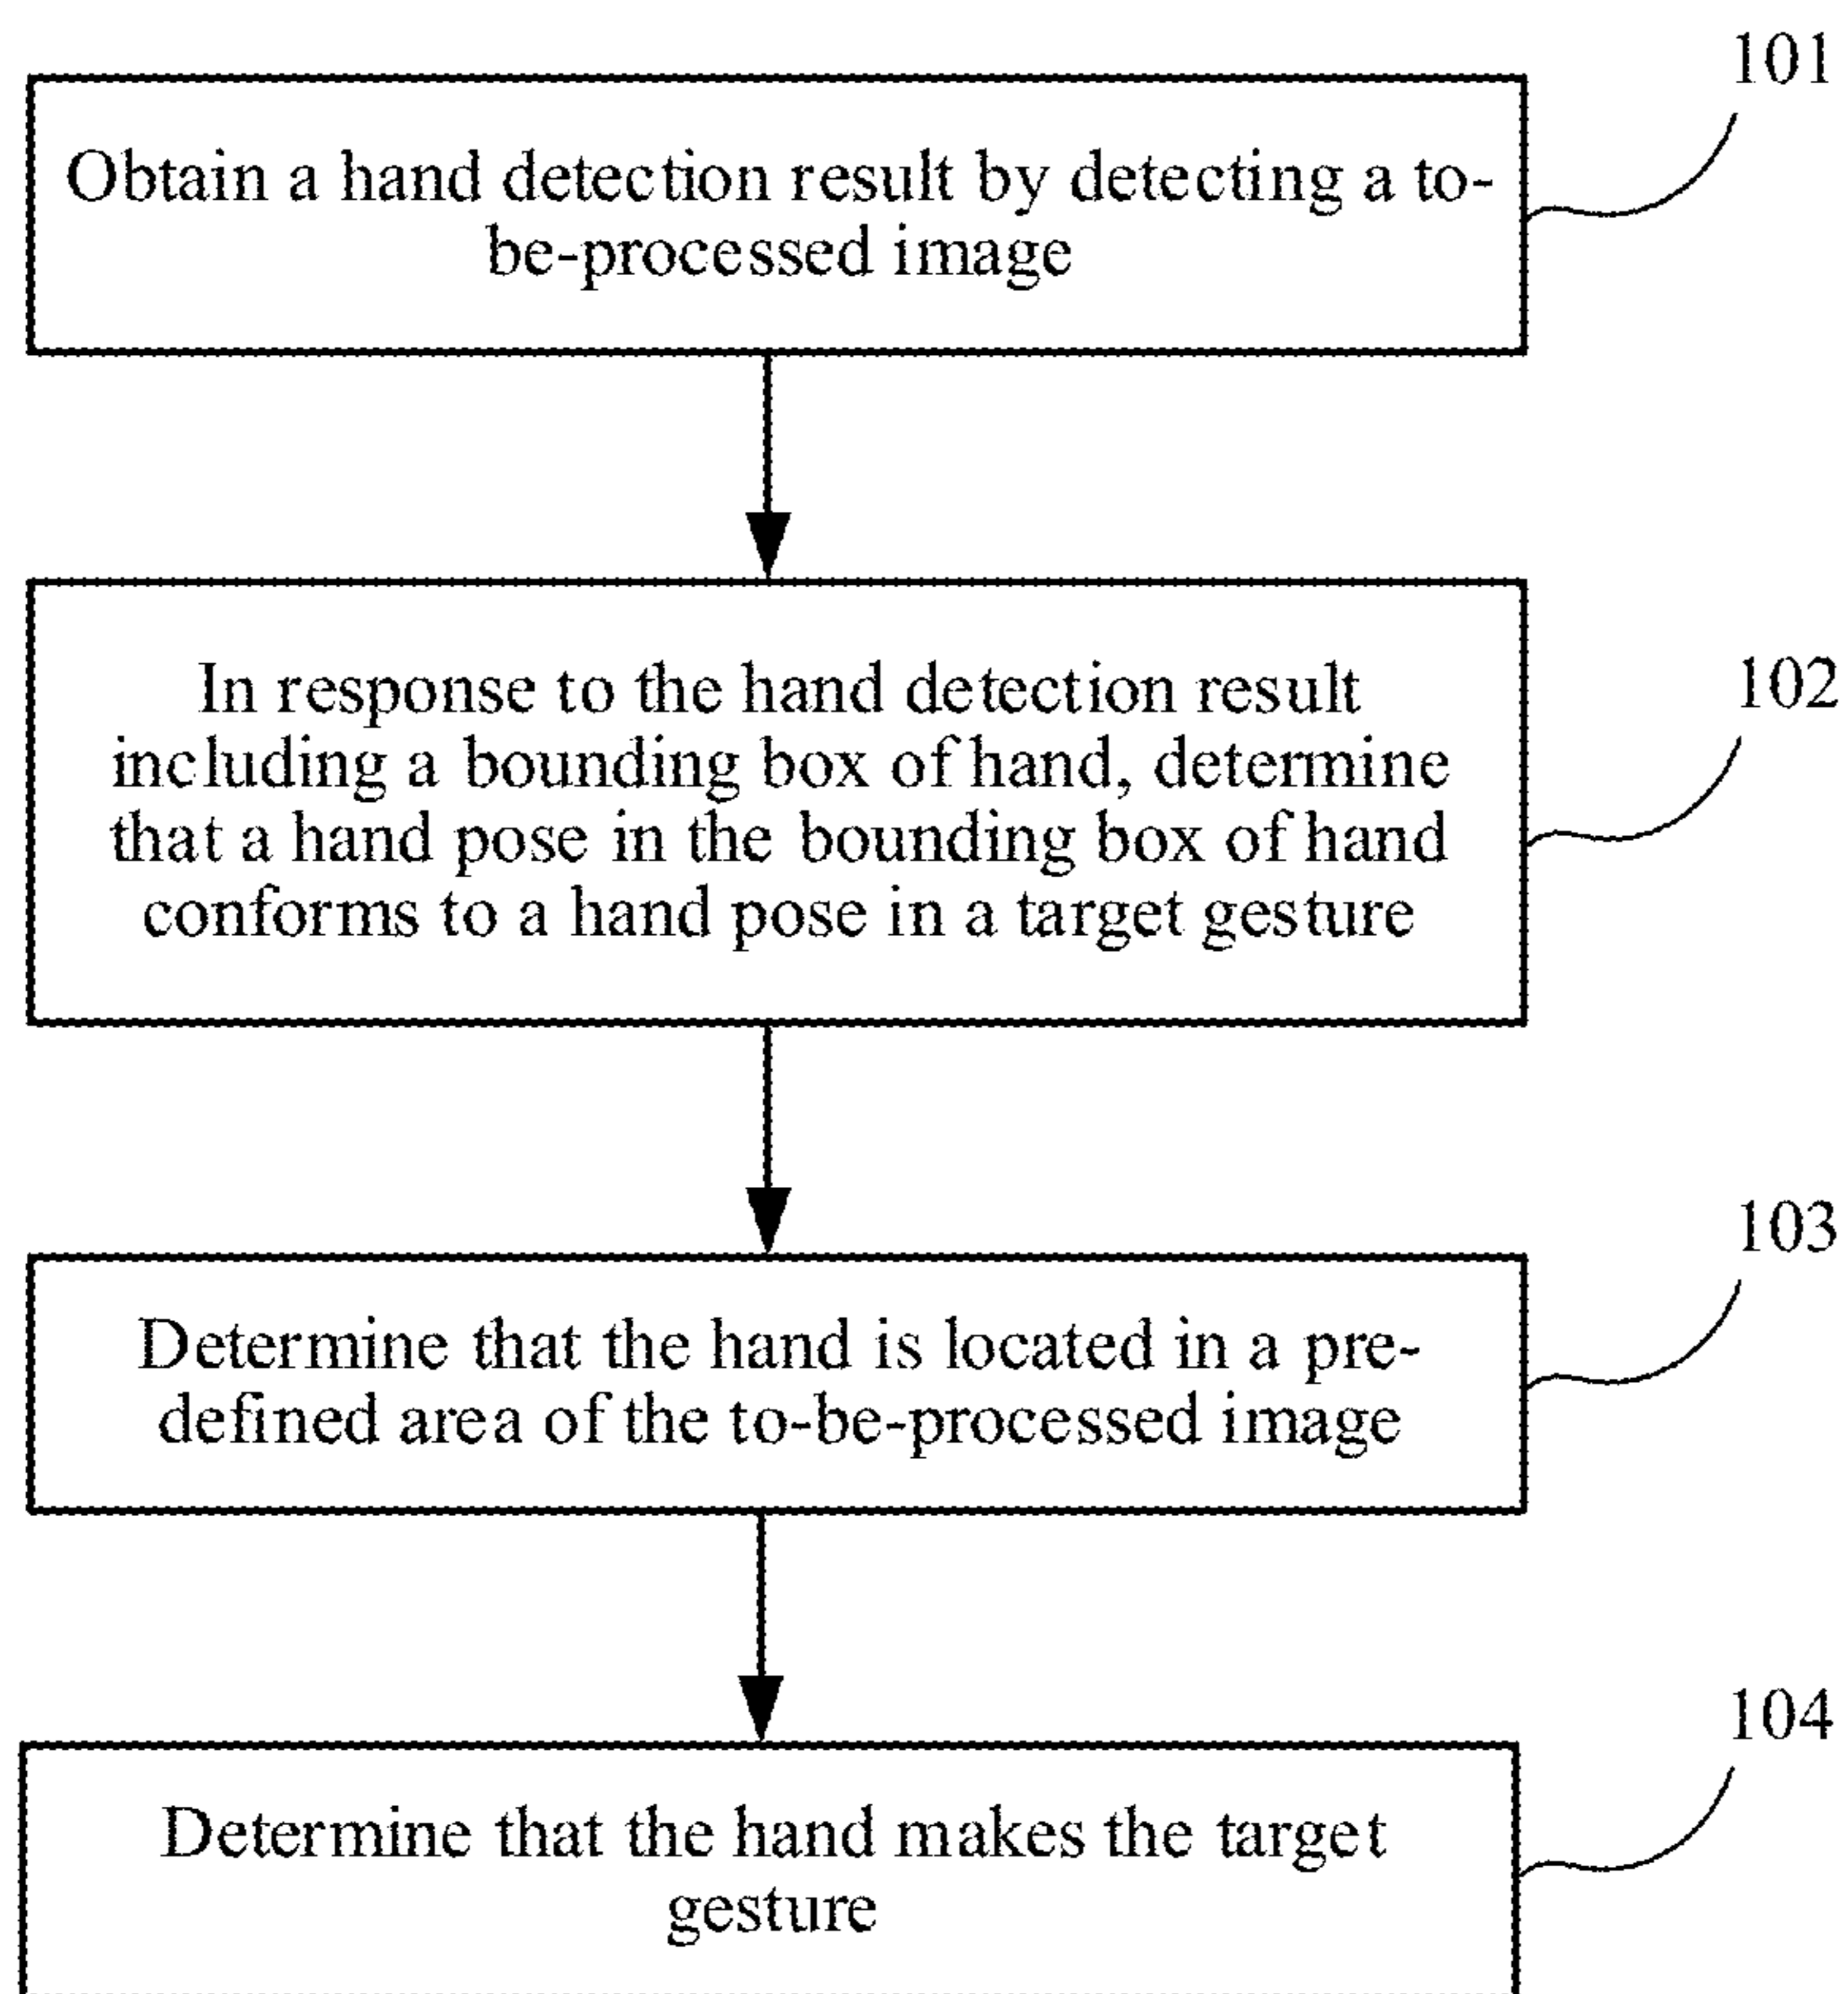 101
Obtain a hand detection result by detecting a to-
be-processed image
102
In response to the hand detection result
including a bounding box of hand, determine
that a hand pose in the bounding box of hand
conforms to a hand pose in a target gesture
103
Determine that the hand is located in a pre-
defined area of the to-be-processed image
104
Determine that the hand makes the target
gesture